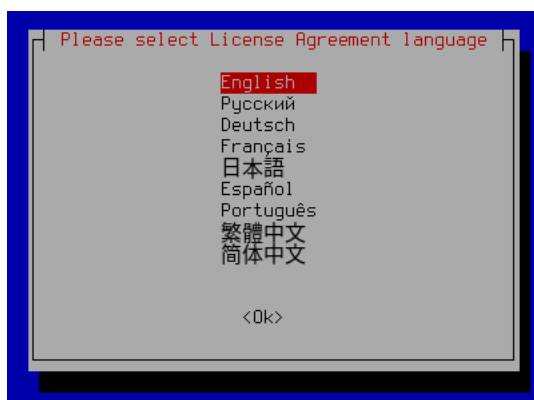 Please select License Agreement language
English
Русский
Deutsch
Français
日本語
Español
Português
繁體中文
简体中文
<Ok>